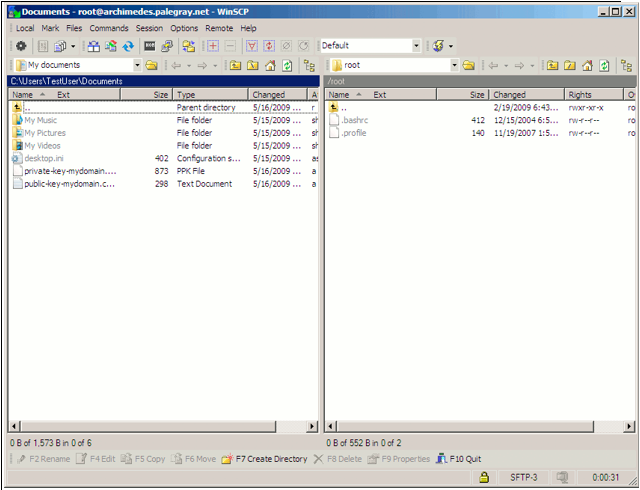 Documents - root@archimedes.palegray.net - WinSCP
Local Mark Files Commands Session Options Remote Help
Default
My documents
root
C:\Users\TestUser\Documents
/root
Name Ext Size Type Changed
Name Ext Size Changed Rights
.. Parent directory 5/16/2009 ... r
.. 2/19/2009 6:43... rwxr-xr-x ro
My Music File folder 5/15/2009 ... sh
.bashrc 412 12/15/2004 6:5... rw-r--r-- ro
My Pictures File folder 5/15/2009 ... sh
.profile 140 11/19/2007 1:5... rw-r--r-- ro
My Videos File folder 5/15/2009 ... sh
desktop.ini 402 Configuration s... 5/15/2009 ... as
private-key-mydomain.... 873 PPK File 5/16/2009 ... a
public-key-mydomain.c... 298 Text Document 5/16/2009 ... a
0 B of 1,573 B in 0 of 6
0 B of 552 B in 0 of 2
F2 Rename F4 Edit F5 Copy F6 Move F7 Create Directory F8 Delete F9 Properties F10 Quit
SFTP-3 0:00:31